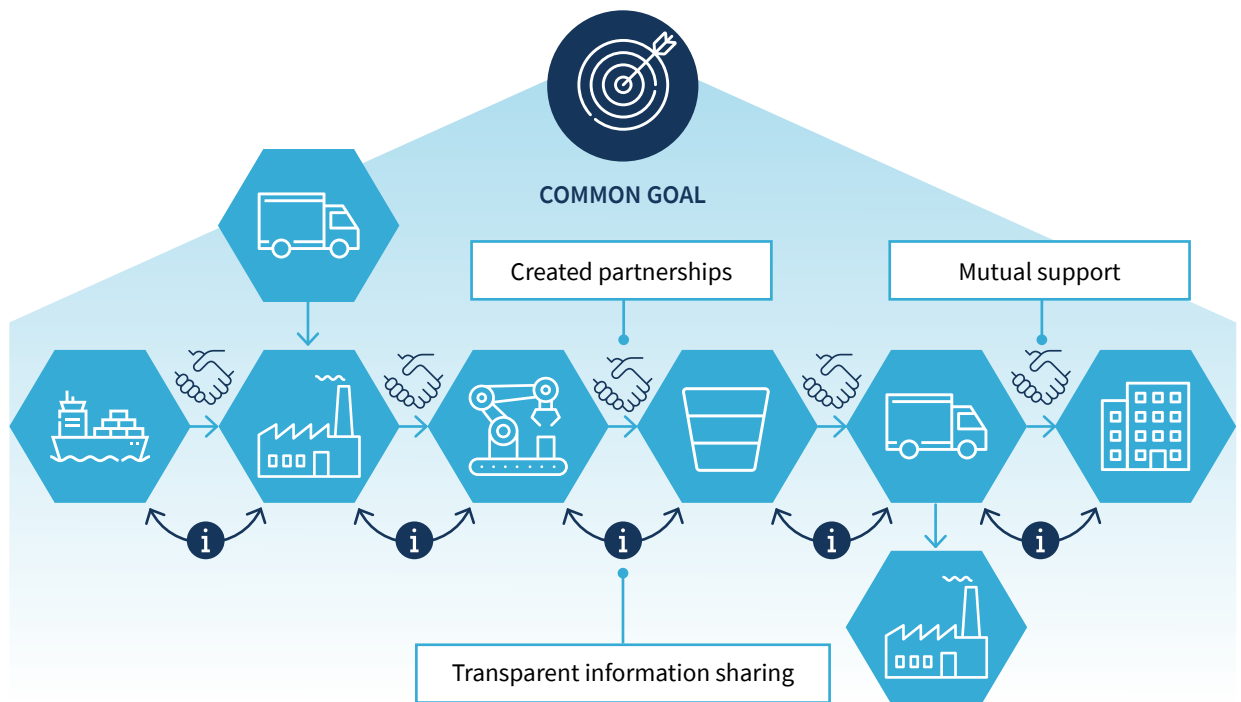 COMMON GOAL
Created partnerships
Mutual support
i
i
i
i
i
Transparent information sharing